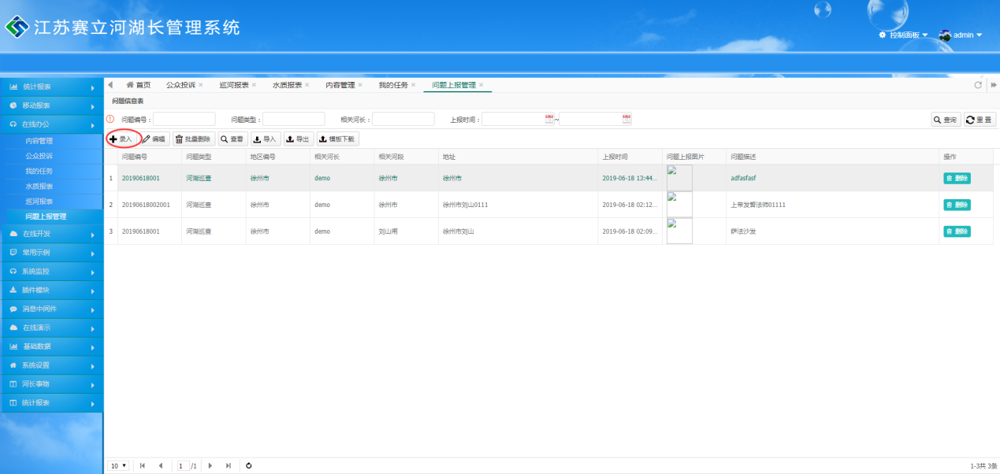 江苏赛立河湖长管理系统
控制面板 admin
统计报表
移动报表
在线办公
内容管理
公众投诉
我的任务
水质报表
巡河报表
问题上报管理
在线开发
常用示例
系统监控
插件模块
消息中间件
在线演示
基础数据
系统设置
河长事物
统计报表
首页 公众投诉 巡河报表 水质报表 内容管理 我的任务 问题上报管理
问题信息表
问题编号： 问题类型： 相关河长： 上报时间： ~ 查询 重置
录入 编辑 批量删除 查看 导入 导出 模板下载
问题编号 问题类型 地区编号 相关河长 相关河段 地址 上报时间 问题上报图片 问题描述 操作
1 20190618001 河湖巡查 徐州市 demo 徐州市 徐州市 2019-06-18 13:44... adfasfasf 删除
2 20190618002001 河湖巡查 徐州市 demo 徐州市 徐州市刘山0111 2019-06-18 02:12... 上帝发誓法师01111 删除
3 20190618001 河湖巡查 徐州市 demo 刘山闸 徐州市刘山 2019-06-18 02:09... 萨法沙发 删除
10 1 /1 1-3共 3条